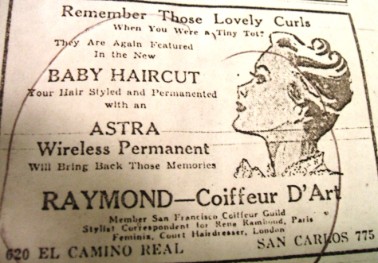 Remember Those Lovely Curls
When You Were a Tiny Tot?
They Are Again Featured
In the New
BABY HAIRCUT
Your Hair Styled and Permanented
with an
ASTRA
Wireless Permanent
Will Bring Back Those Memories
RAYMOND—Coiffeur D'Art
Member San Francisco Coiffeur Guild
Stylist Correspondent for Rene Rambaud, Paris
Feminis, Court Hairdresser, London
620 EL CAMINO REAL SAN CARLOS 775